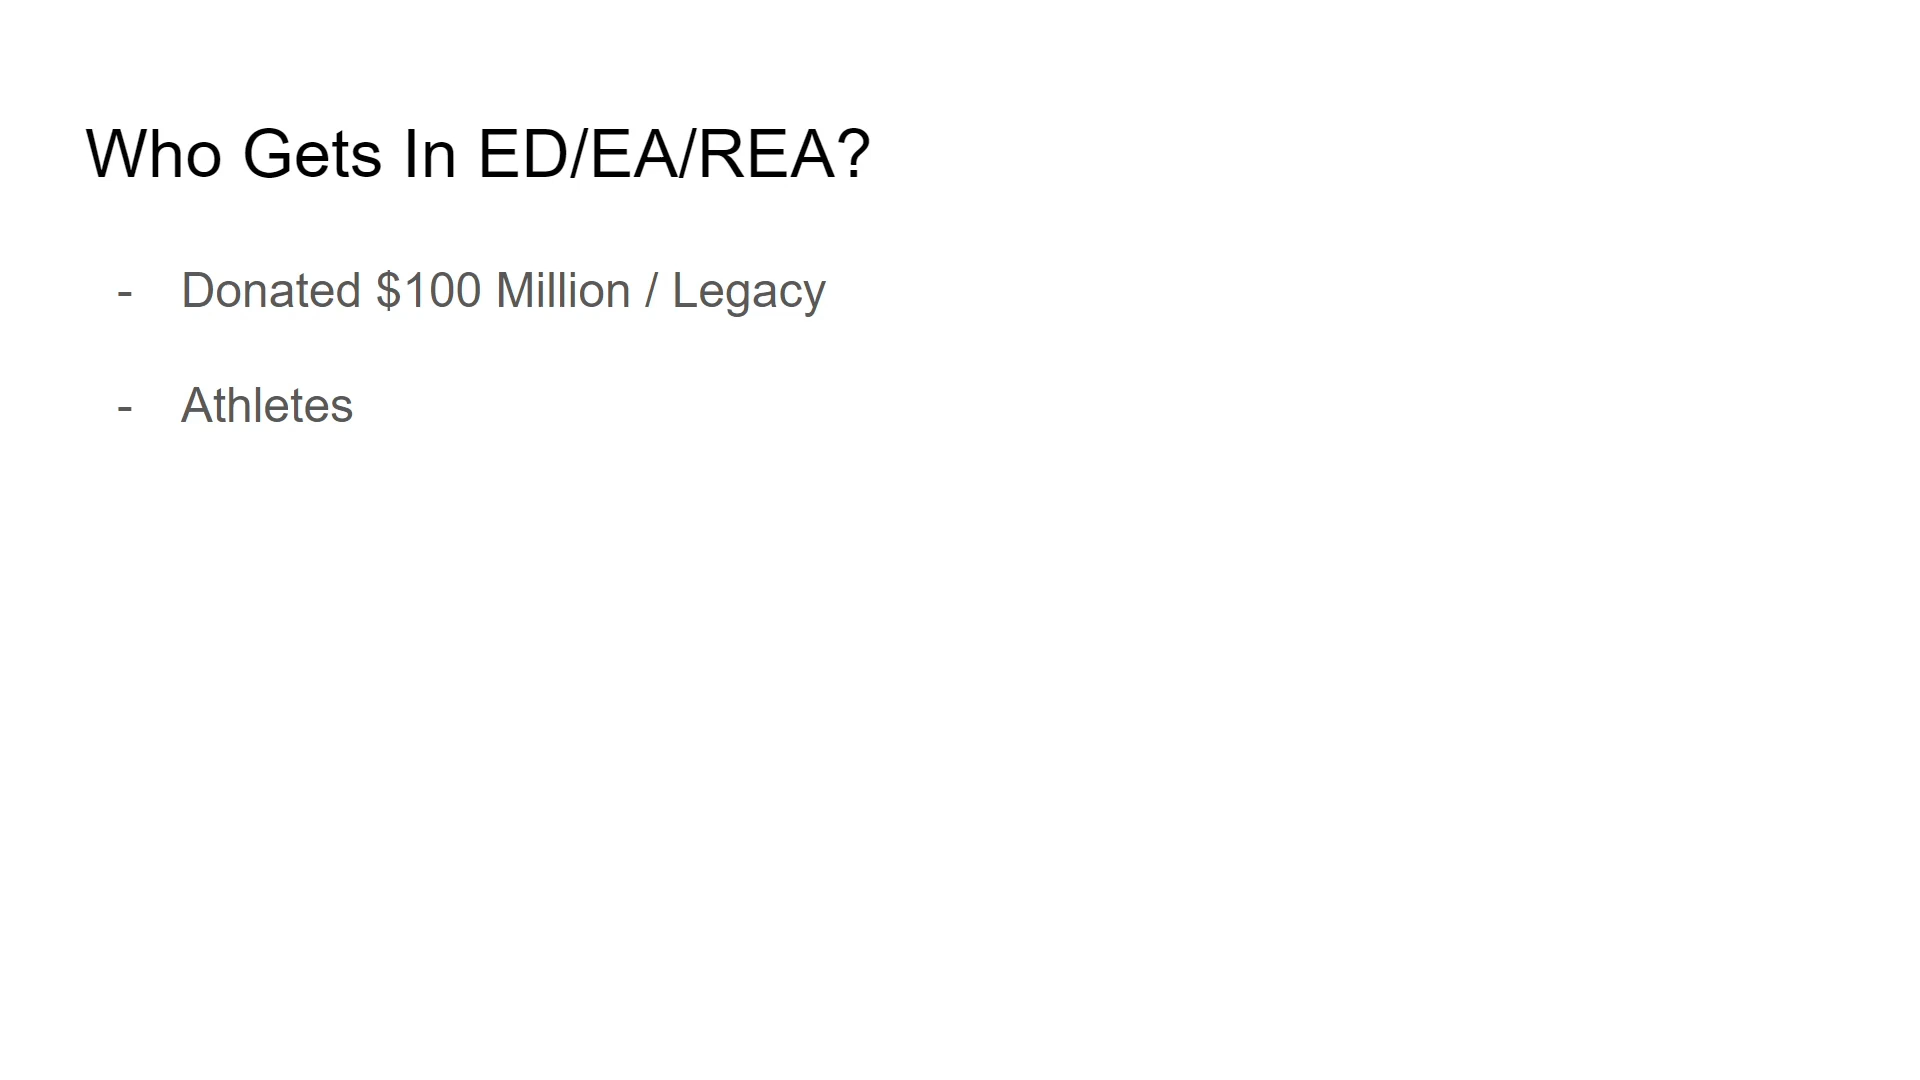 Who Gets In ED/EA/REA?
- Donated $100 Million / Legacy
- Athletes